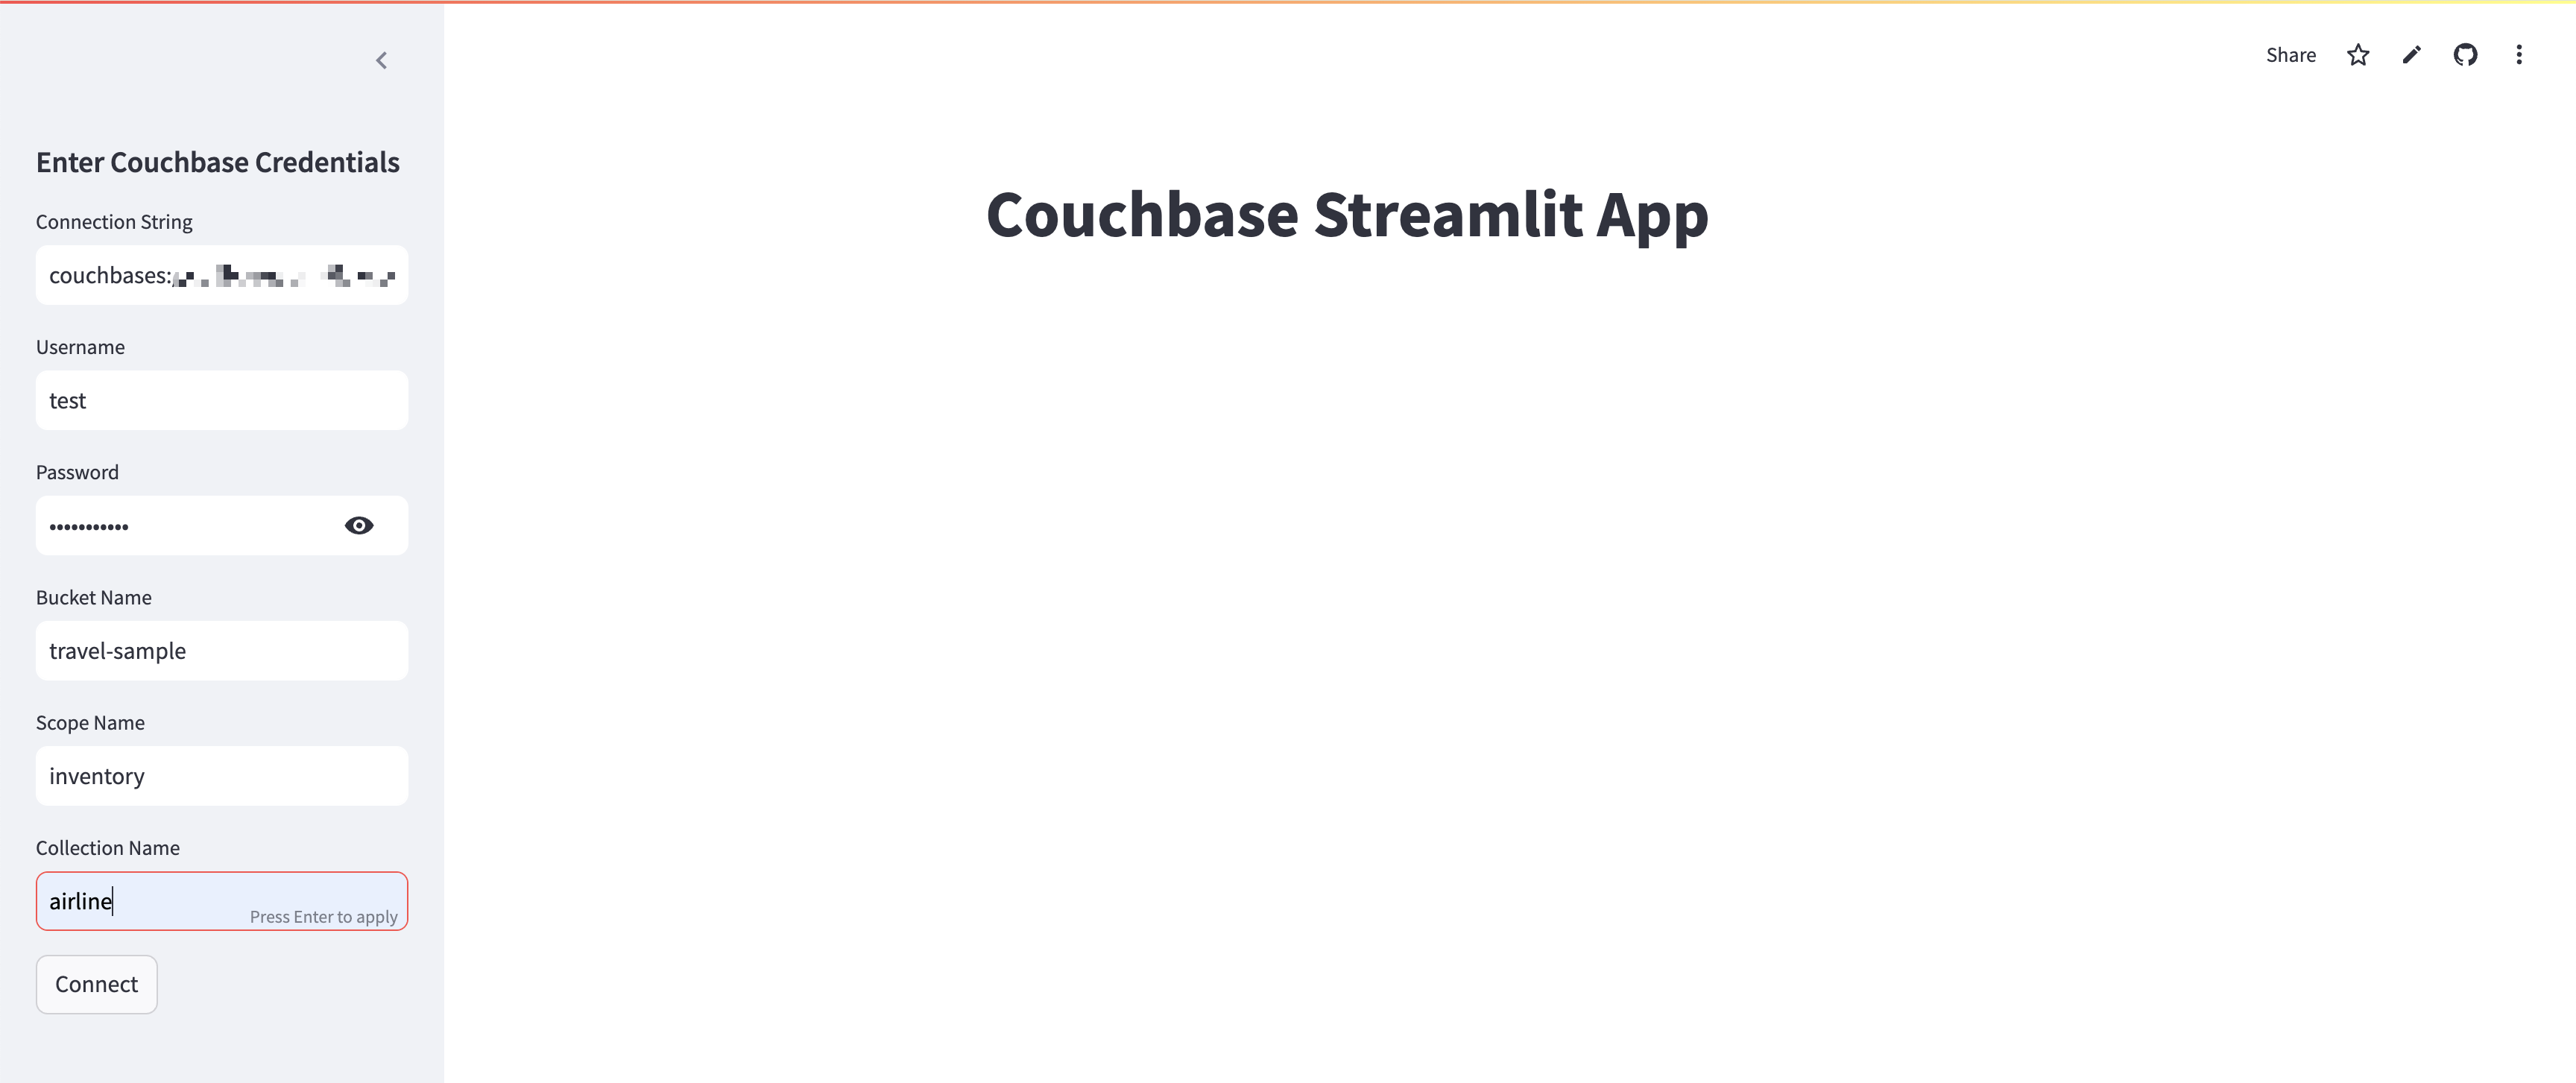 Share
Enter Couchbase Credentials
Connection String
couchbases:
Username
test
Password
•••••••••••
Bucket Name
travel-sample
Scope Name
inventory
Collection Name
airline
Press Enter to apply
Connect
Couchbase Streamlit App